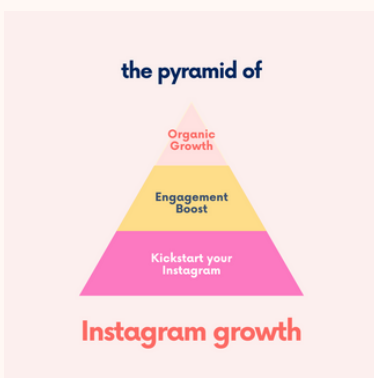 the pyramid of
Organic
Growth
Engagement
Boost
Kickstart your
Instagram
Instagram growth